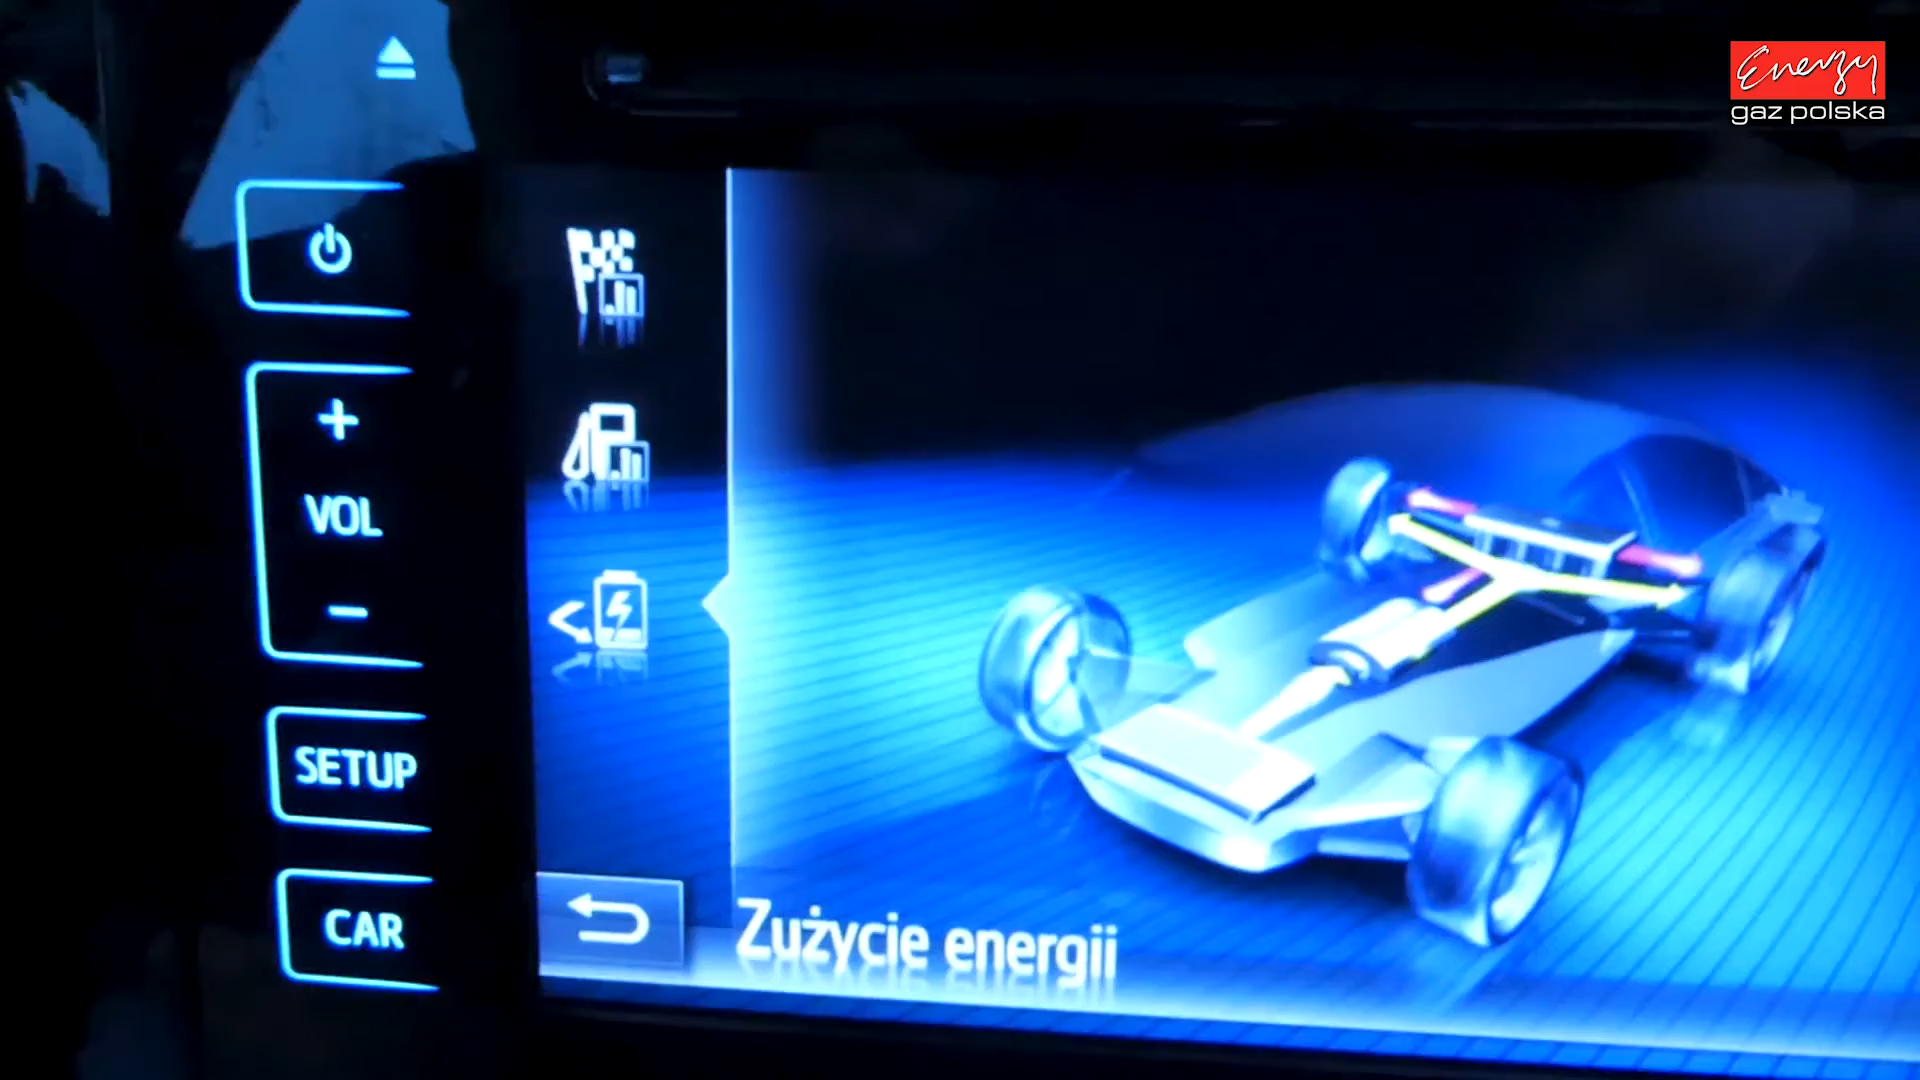 Energy
gaz polska
+
VOL
-
SETUP
CAR
Zużycie energii